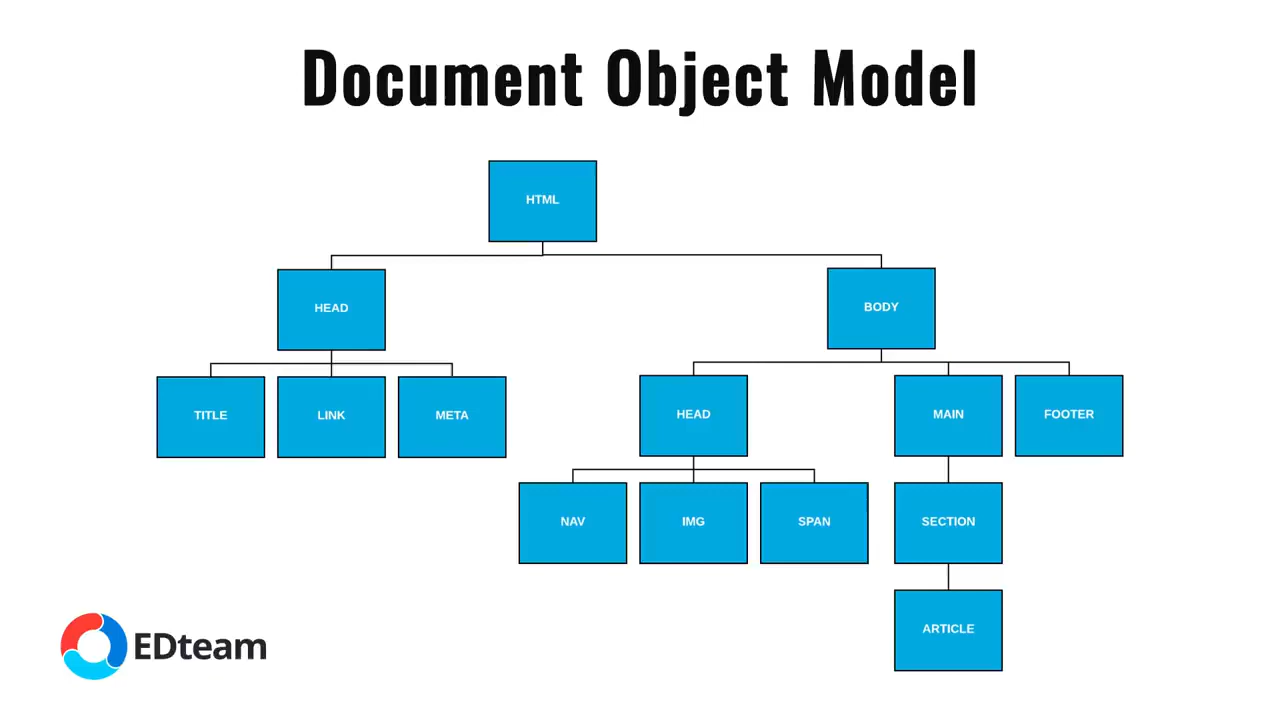 Document Object Model
HTML
HEAD
BODY
TITLE
LINK
META
HEAD
MAIN
FOOTER
NAV
IMG
SPAN
SECTION
ARTICLE
EDteam